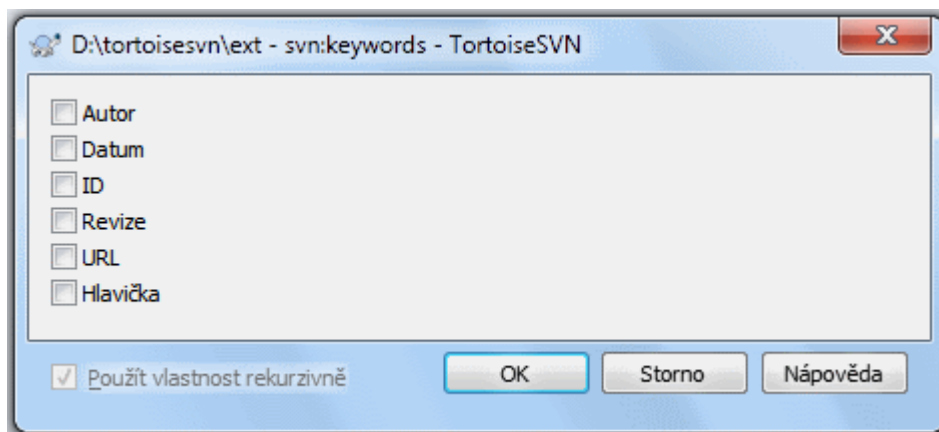 D:\tortoisesvn\ext - svn:keywords - TortoiseSVN
Autor
Datum
ID
Revize
URL
Hlavička
Použít vlastnost rekurzivně
OK
Storno
Nápověda